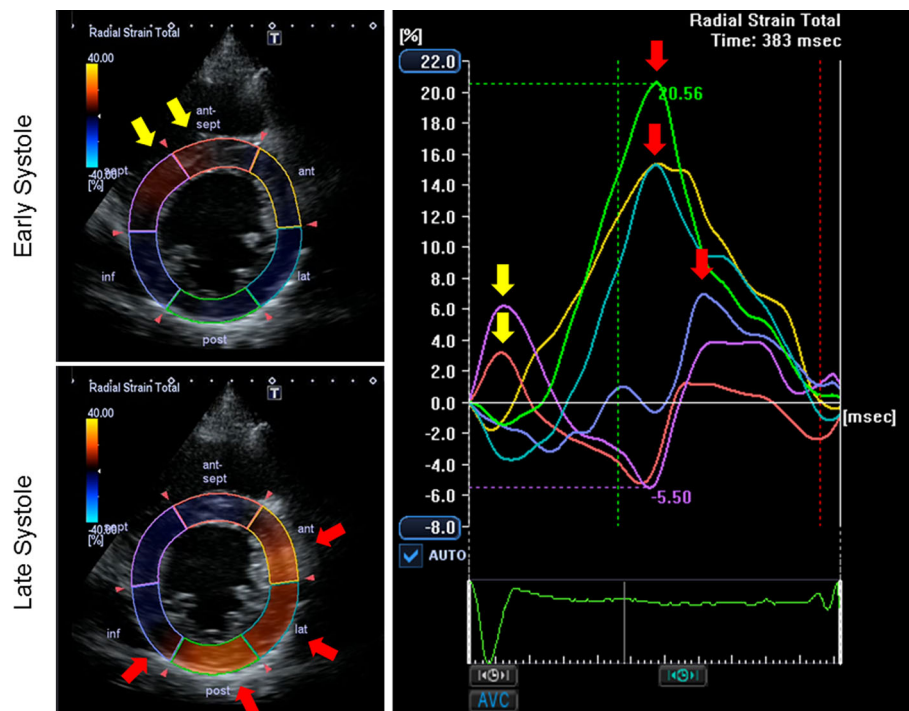 Early Systole
Radial Strain Total
T
40.00
-40.00
[%]
ant-
sept
ant
inf
lat
post
Late Systole
Radial Strain Total
T
40.00
-40.00
[%]
ant-
sept
ant
inf
lat
post
Radial Strain Total
Time: 383 msec
[%]
22.0
20.0
20.56
18.0
16.0
14.0
12.0
10.0
8.0
6.0
4.0
2.0
0.0
[msec]
-2.0
-4.0
-6.0
-5.50
-8.0
AUTO
AVC